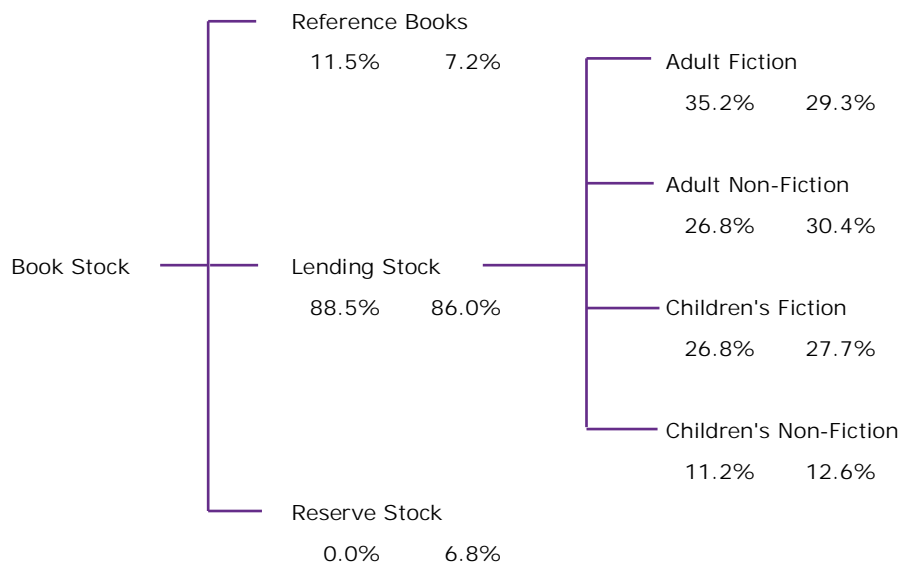 Reference Books
11.5% 7.2%
Adult Fiction
35.2% 29.3%
Adult Non-Fiction
26.8% 30.4%
Book Stock
Lending Stock
88.5% 86.0%
Children's Fiction
26.8% 27.7%
Children's Non-Fiction
11.2% 12.6%
Reserve Stock
0.0% 6.8%